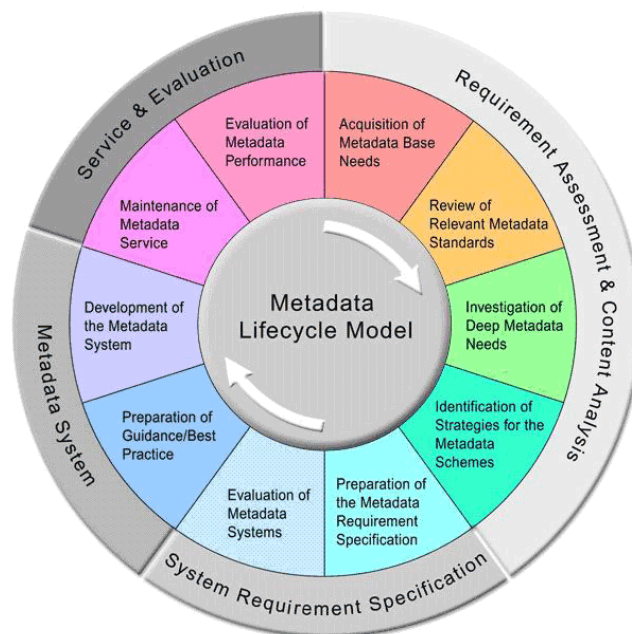 Service & Evaluation
Requirement Assessment & Content Analysis
Evaluation of
Metadata
Performance
Acquisition of
Metadata Base
Needs
Maintenance of
Metadata
Service
Review of
Relevant Metadata
Standards
Metadata
Lifecycle Model
Development of
the Metadata
System
Investigation of
Deep Metadata
Needs
Preparation of
Guidance/Best
Practice
Identification of
Strategies for the
Metadata
Schemes
Evaluation of
Metadata
Systems
Preparation of
the Metadata
Requirement
Specification
Metadata System
System Requirement Specification